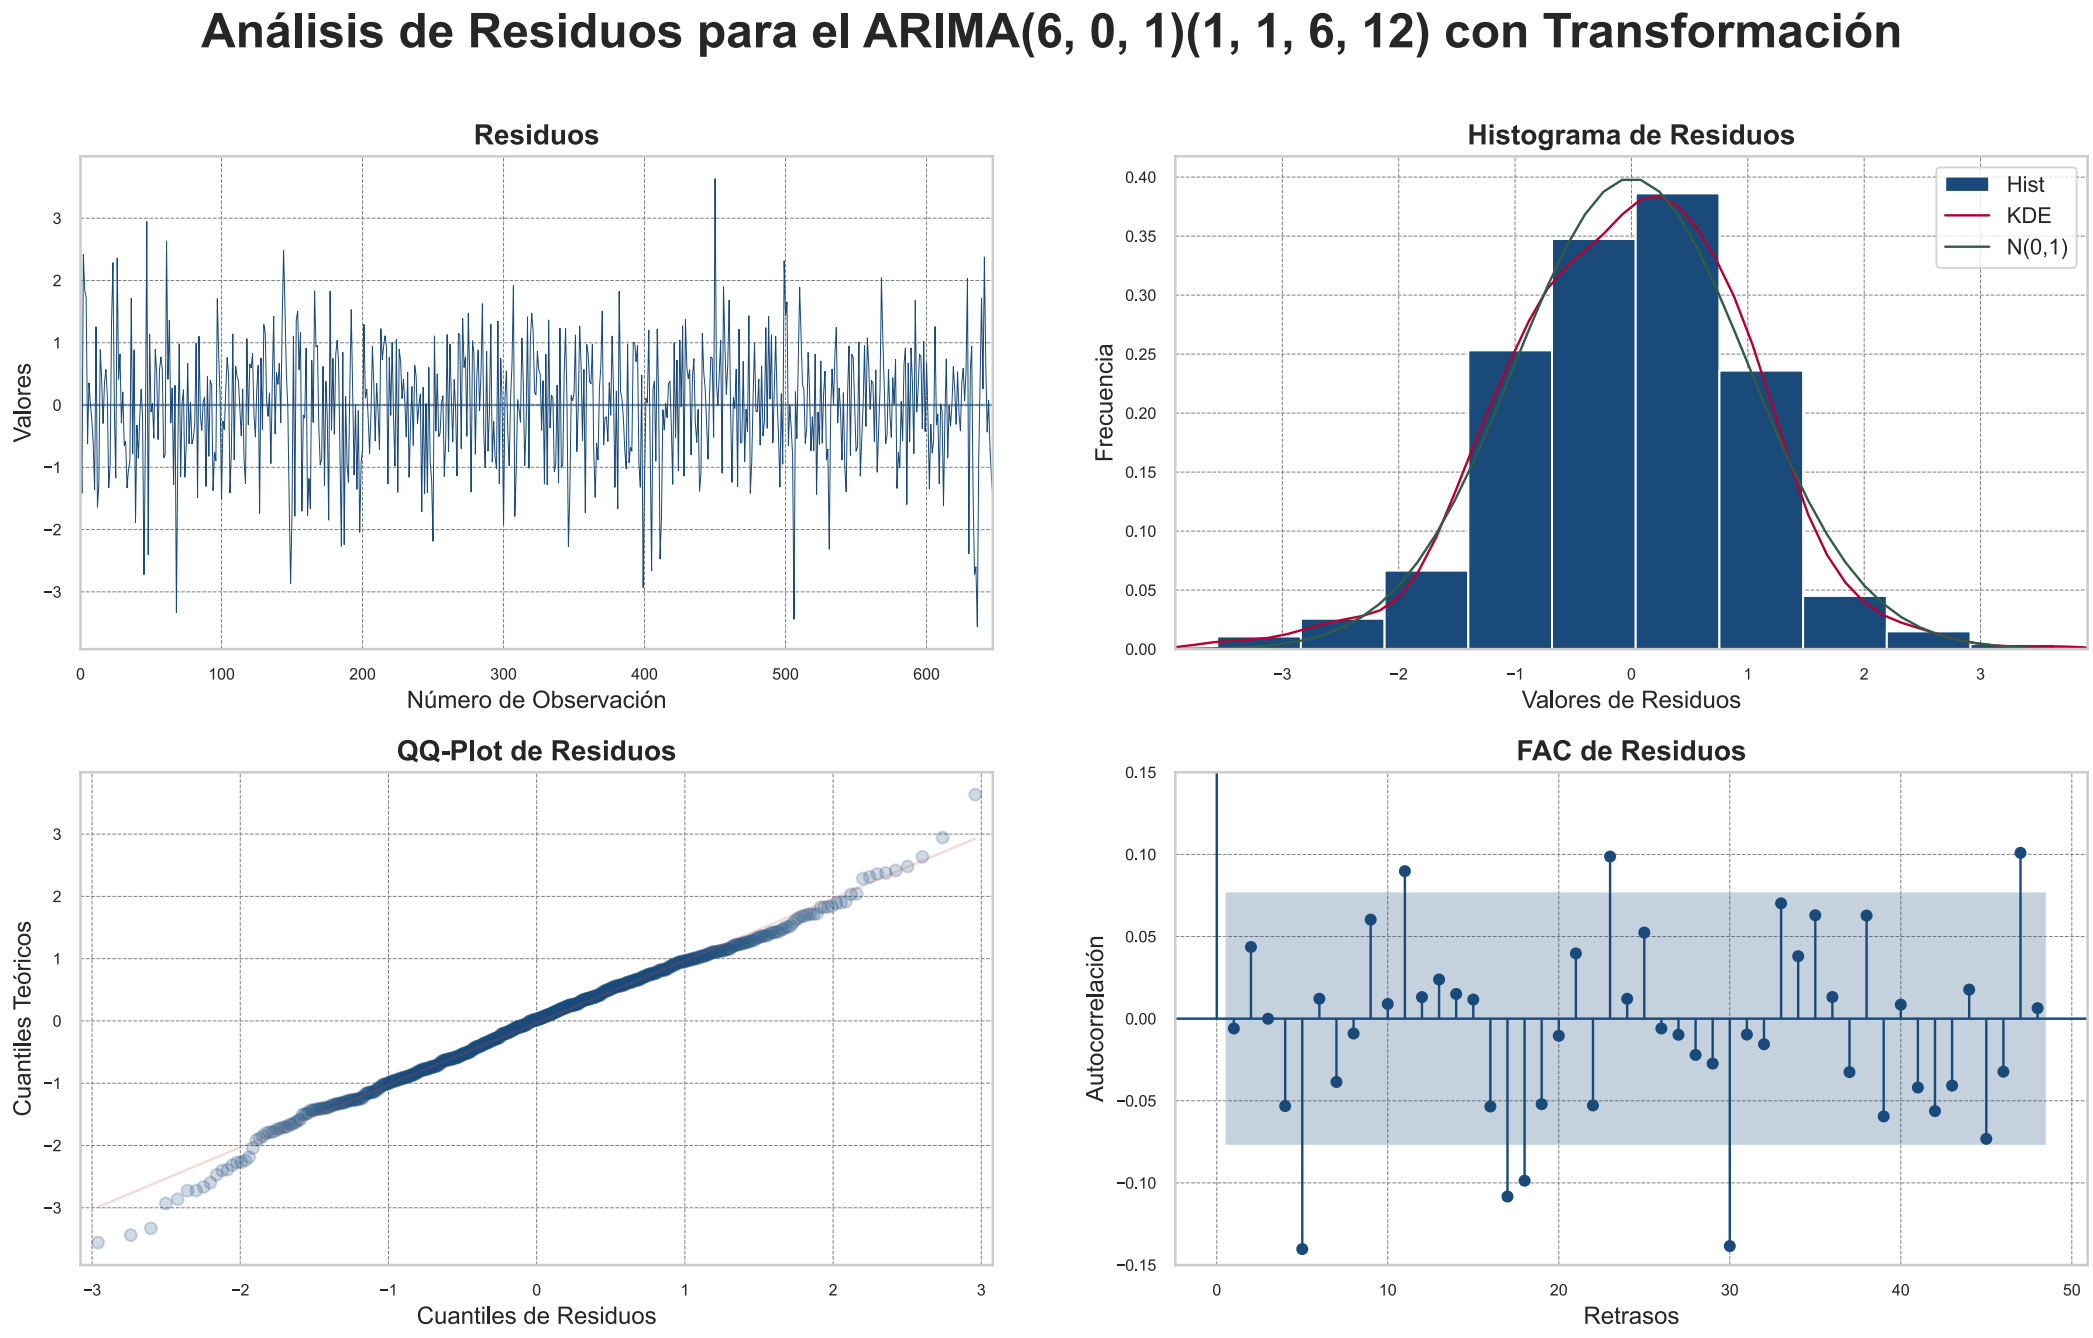 Análisis de Residuos para el ARIMA(6, 0, 1)(1, 1, 6, 12) con Transformación
Residuos
Valores
3
2
1
0
−1
−2
−3
0 100 200 300 400 500 600
Número de Observación
Histograma de Residuos
Frecuencia
0.40
0.35
0.30
0.25
0.20
0.15
0.10
0.05
0.00
Hist
KDE
N(0,1)
−3 −2 −1 0 1 2 3
Valores de Residuos
QQ-Plot de Residuos
Cuantiles Teóricos
3
2
1
0
−1
−2
−3
−3 −2 −1 0 1 2 3
Cuantiles de Residuos
FAC de Residuos
Autocorrelación
0.15
0.10
0.05
0.00
−0.05
−0.10
−0.15
0 10 20 30 40 50
Retrasos